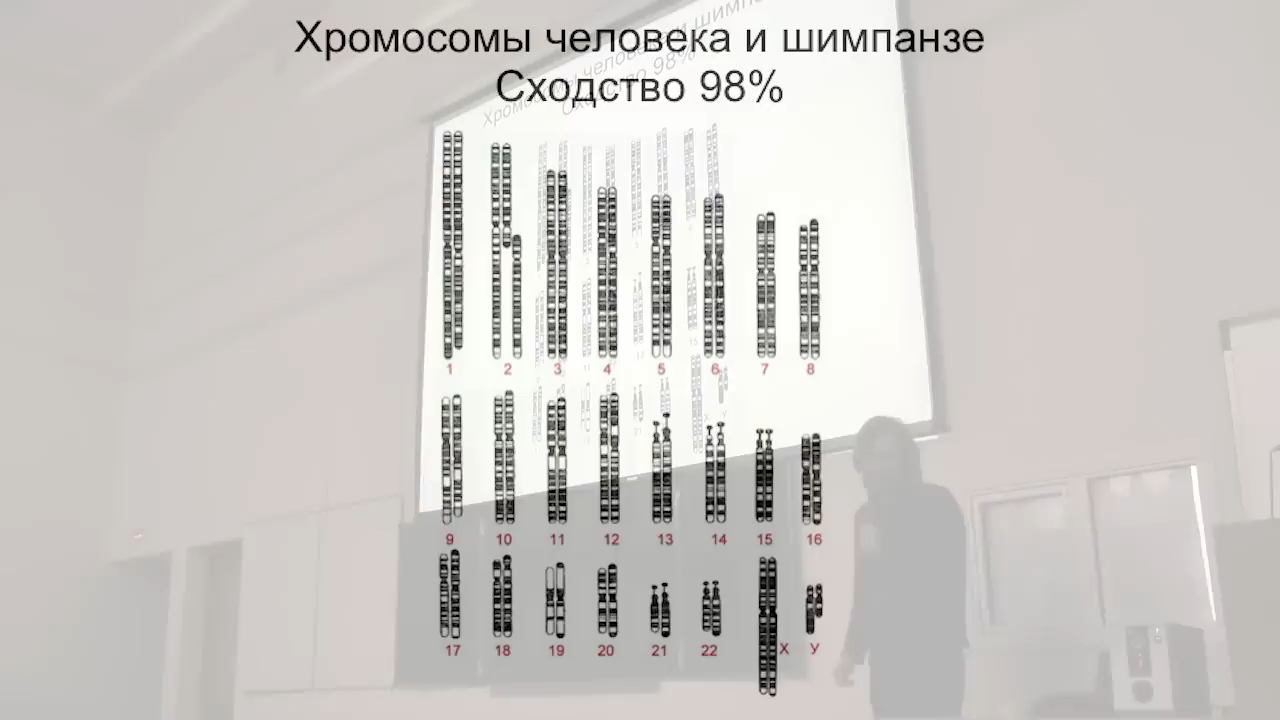 Хромосомы человека и шимпанзе
Сходство 98%
1 2 3 4 5 6 7 8
9 10 11 12 13 14 15 16
17 18 19 20 21 22 Х У